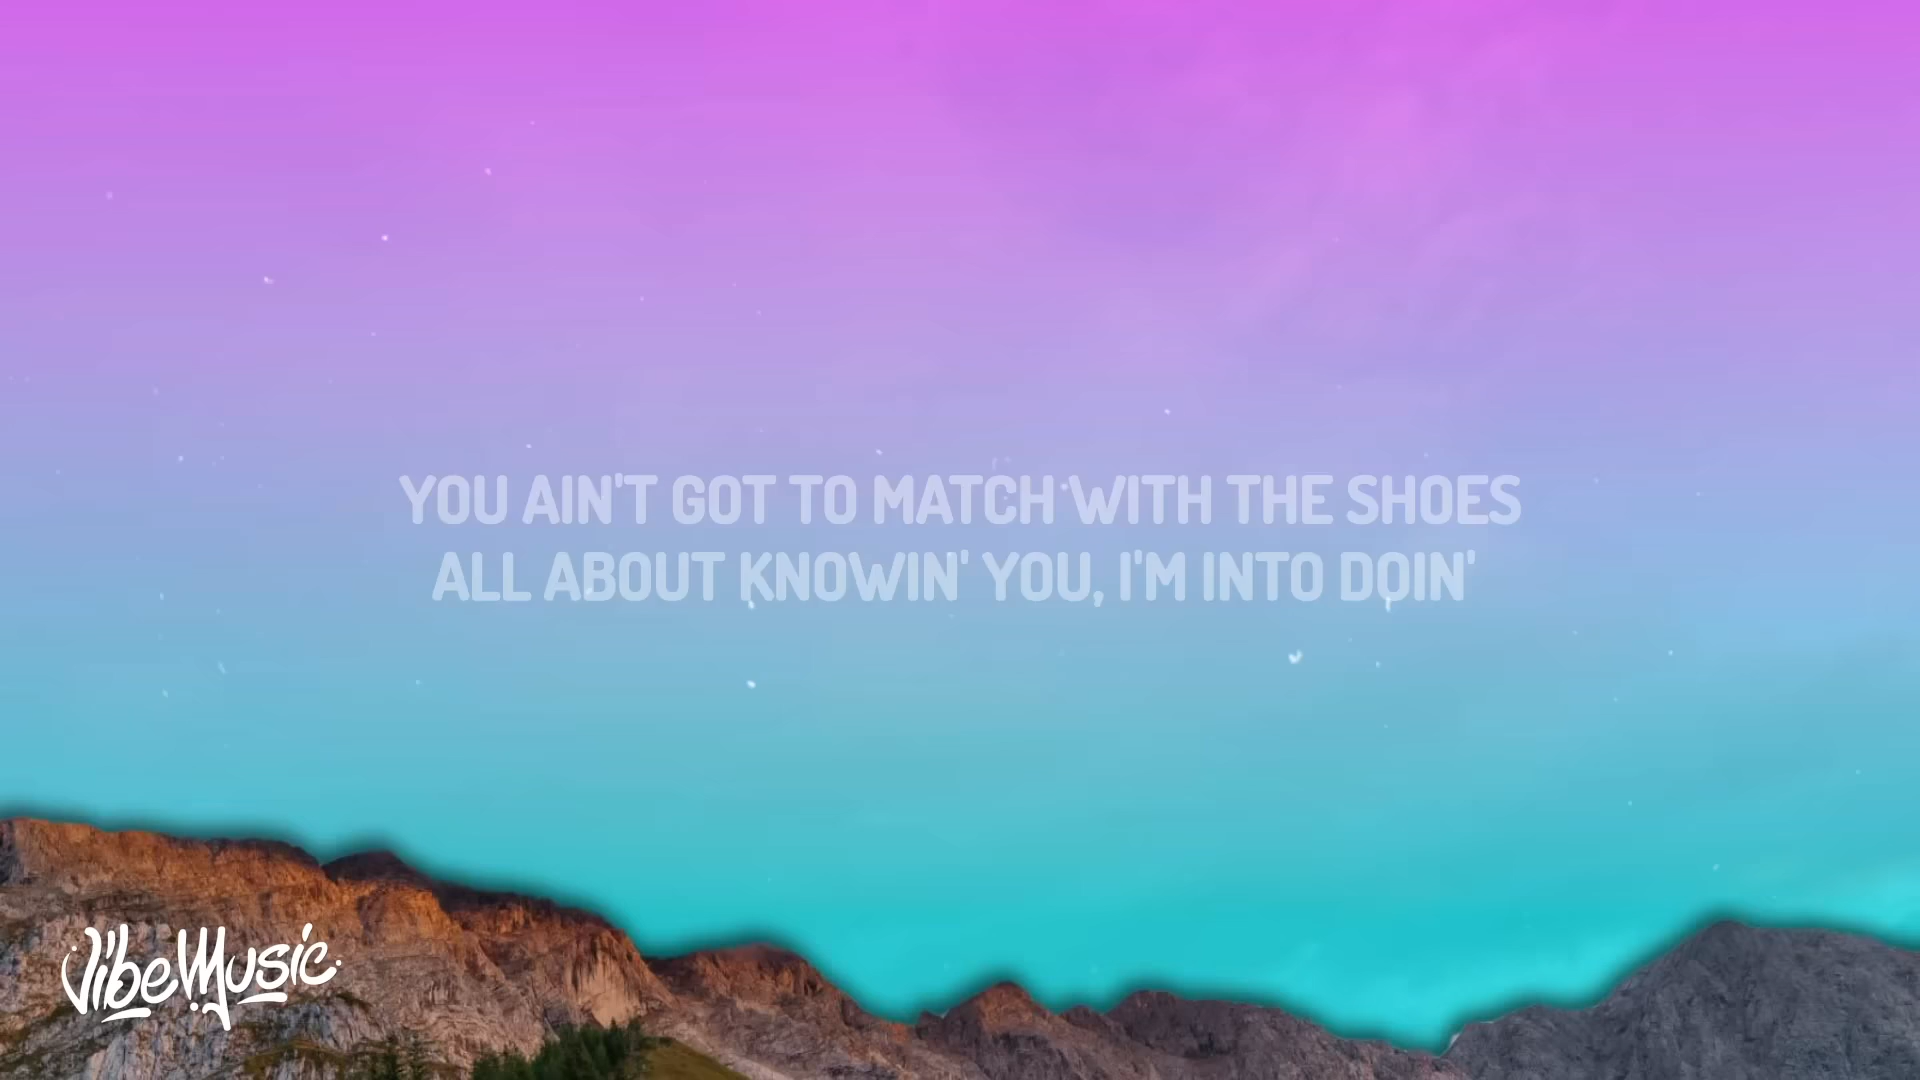 YOU AIN'T GOT TO MATCH WITH THE SHOES
ALL ABOUT KNOWIN' YOU, I'M INTO DOIN'
VibeMusic